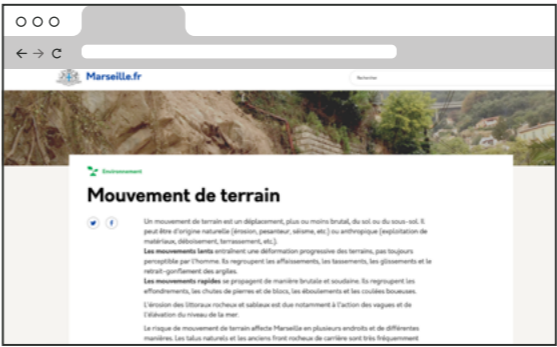 Marseille.fr
Rechercher
Environnement
Mouvement de terrain
Un mouvement de terrain est un déplacement, plus ou moins brutal, du sol ou du sous-sol. Il
peut être d'origine naturelle (érosion, pesanteur, séisme, etc.) ou anthropique (exploitation de
matériaux, déboisement, terrassement, etc.).
Les mouvements lents entraînent une déformation progressive des terrains, pas toujours
perceptible par l'homme. Ils regroupent les affaissements, les tassements, les glissements et le
retrait-gonflement des argiles.
Les mouvements rapides se propagent de manière brutale et soudaine. Ils regroupent les
effondrements, les chutes de pierres et de blocs, les éboulements et les coulées boueuses.
L'érosion des littoraux rocheux et sableux est due notamment à l'action des vagues et de
l'élévation du niveau de la mer.
Le risque de mouvement de terrain affecte Marseille en plusieurs endroits et de différentes
manières. Les talus naturels et les anciens front rocheux de carrière sont très fréquemment